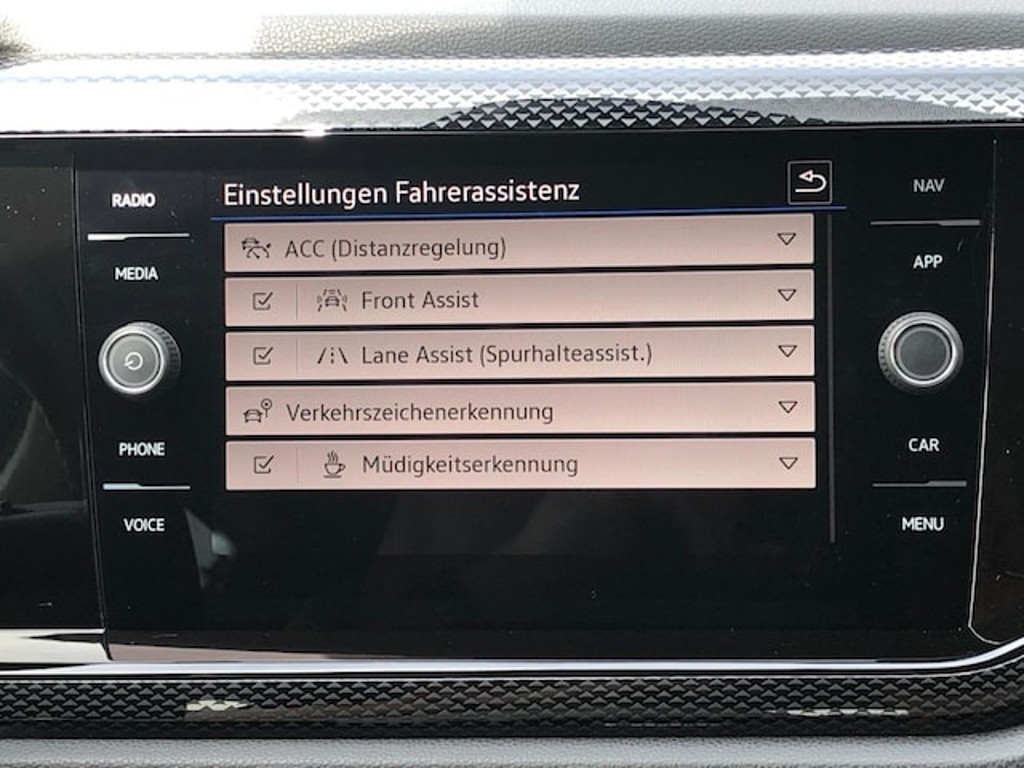 Einstellungen Fahrerassistenz
ACC (Distanzregelung)
Front Assist
Lane Assist (Spurhalteassist.)
Verkehrszeichenerkennung
Müdigkeitserkennung
RADIO
MEDIA
PHONE
VOICE
NAV
APP
CAR
MENU